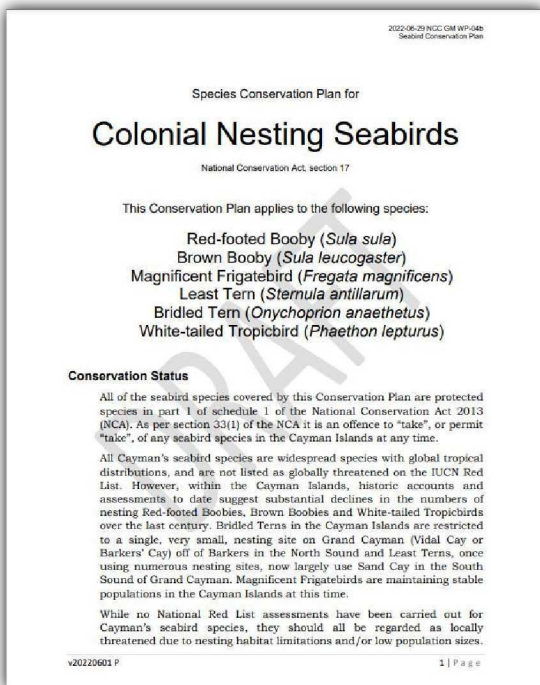 2022-06-29 NCC GM WP-04b
Seabird Conservation Plan
Species Conservation Plan for
Colonial Nesting Seabirds
National Conservation Act, section 17
This Conservation Plan applies to the following species:
Red-footed Booby (Sula sula)
Brown Booby (Sula leucogaster)
Magnificent Frigatebird (Fregata magnificens)
Least Tern (Sternula antillarum)
Bridled Tern (Onychoprion anaethetus)
White-tailed Tropicbird (Phaethon lepturus)
DRAFT
Conservation Status
All of the seabird species covered by this Conservation Plan are protected
species in part 1 of schedule 1 of the National Conservation Act 2013
(NCA). As per section 33(1) of the NCA it is an offence to "take", or permit
"take", of any seabird species in the Cayman Islands at any time.
All Cayman's seabird species are widespread species with global tropical
distributions, and are not listed as globally threatened on the IUCN Red
List. However, within the Cayman Islands, historic accounts and
assessments to date suggest substantial declines in the numbers of
nesting Red-footed Boobies, Brown Boobies and White-tailed Tropicbirds
over the last century. Bridled Terns in the Cayman Islands are restricted
to a single, very small, nesting site on Grand Cayman (Vidal Cay or
Barkers' Cay) off of Barkers in the North Sound and Least Terns, once
using numerous nesting sites, now largely use Sand Cay in the South
Sound of Grand Cayman. Magnificent Frigatebirds are maintaining stable
populations in the Cayman Islands at this time.
While no National Red List assessments have been carried out for
Cayman's seabird species, they should all be regarded as locally
threatened due to nesting habitat limitations and/or low population sizes.
v20220601 P
1 | Page